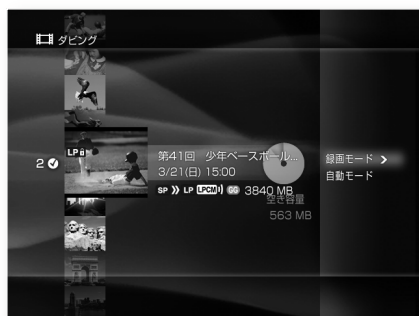 ダビング
LP
2
第41回 少年ベースボール...
3/21(日) 15:00
SP » LP LPCM GG 3840 MB
空き容量
563 MB
録画モード >
自動モード